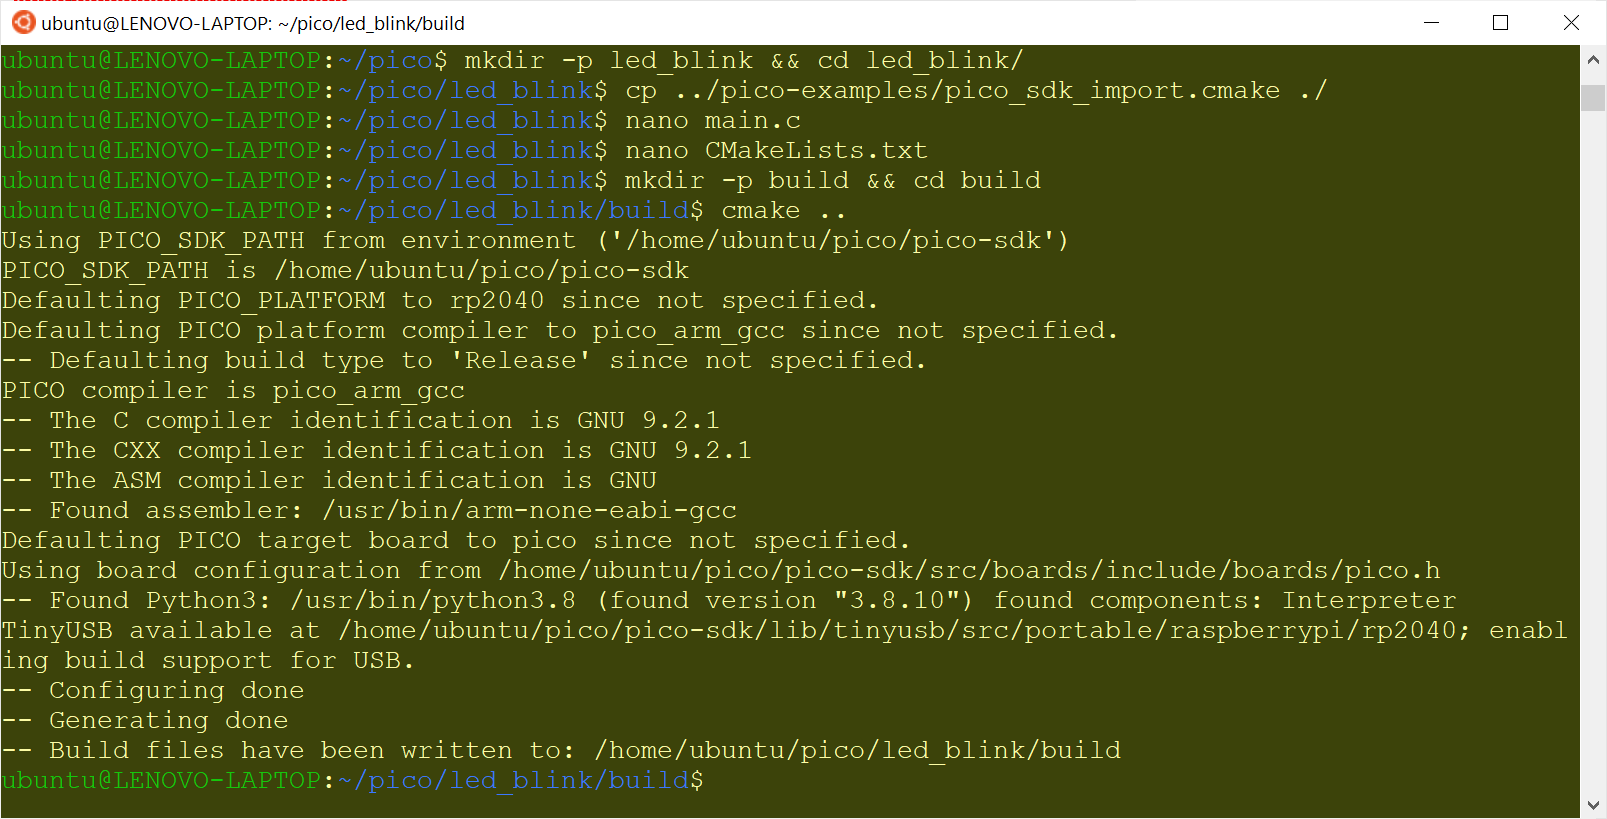 ubuntu@LENOVO-LAPTOP: ~/pico/led_blink/build
ubuntu@LENOVO-LAPTOP:~/pico$ mkdir -p led_blink && cd led_blink/
ubuntu@LENOVO-LAPTOP:~/pico/led_blink$ cp ../pico-examples/pico_sdk_import.cmake ./
ubuntu@LENOVO-LAPTOP:~/pico/led_blink$ nano main.c
ubuntu@LENOVO-LAPTOP:~/pico/led_blink$ nano CMakeLists.txt
ubuntu@LENOVO-LAPTOP:~/pico/led_blink$ mkdir -p build && cd build
ubuntu@LENOVO-LAPTOP:~/pico/led_blink/build$ cmake ..
Using PICO_SDK_PATH from environment ('/home/ubuntu/pico/pico-sdk')
PICO_SDK_PATH is /home/ubuntu/pico/pico-sdk
Defaulting PICO_PLATFORM to rp2040 since not specified.
Defaulting PICO platform compiler to pico_arm_gcc since not specified.
-- Defaulting build type to 'Release' since not specified.
PICO compiler is pico_arm_gcc
-- The C compiler identification is GNU 9.2.1
-- The CXX compiler identification is GNU 9.2.1
-- The ASM compiler identification is GNU
-- Found assembler: /usr/bin/arm-none-eabi-gcc
Defaulting PICO target board to pico since not specified.
Using board configuration from /home/ubuntu/pico/pico-sdk/src/boards/include/boards/pico.h
-- Found Python3: /usr/bin/python3.8 (found version "3.8.10") found components: Interpreter
TinyUSB available at /home/ubuntu/pico/pico-sdk/lib/tinyusb/src/portable/raspberrypi/rp2040; enabl
ing build support for USB.
-- Configuring done
-- Generating done
-- Build files have been written to: /home/ubuntu/pico/led_blink/build
ubuntu@LENOVO-LAPTOP:~/pico/led_blink/build$